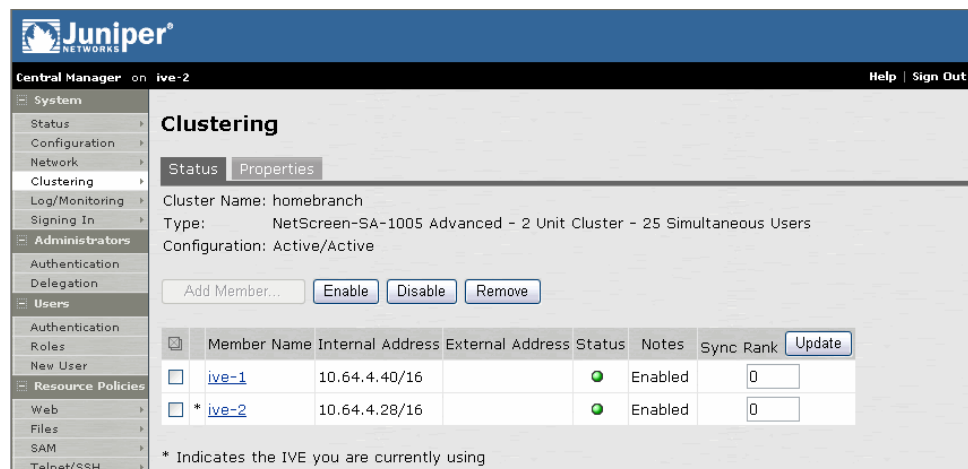 Juniper®
NETWORKS
Central Manager on ive-2
Help | Sign Out
System
Status
Configuration
Network
Clustering
Log/Monitoring
Signing In
Administrators
Authentication
Delegation
Users
Authentication
Roles
New User
Resource Policies
Web
Files
SAM
Telnet/SSH
Clustering
Status Properties
Cluster Name: homebranch
Type: NetScreen-SA-1005 Advanced - 2 Unit Cluster - 25 Simultaneous Users
Configuration: Active/Active
Add Member... Enable Disable Remove
Member Name Internal Address External Address Status Notes Sync Rank Update
ive-1 10.64.4.40/16 Enabled 0
* ive-2 10.64.4.28/16 Enabled 0
* Indicates the IVE you are currently using